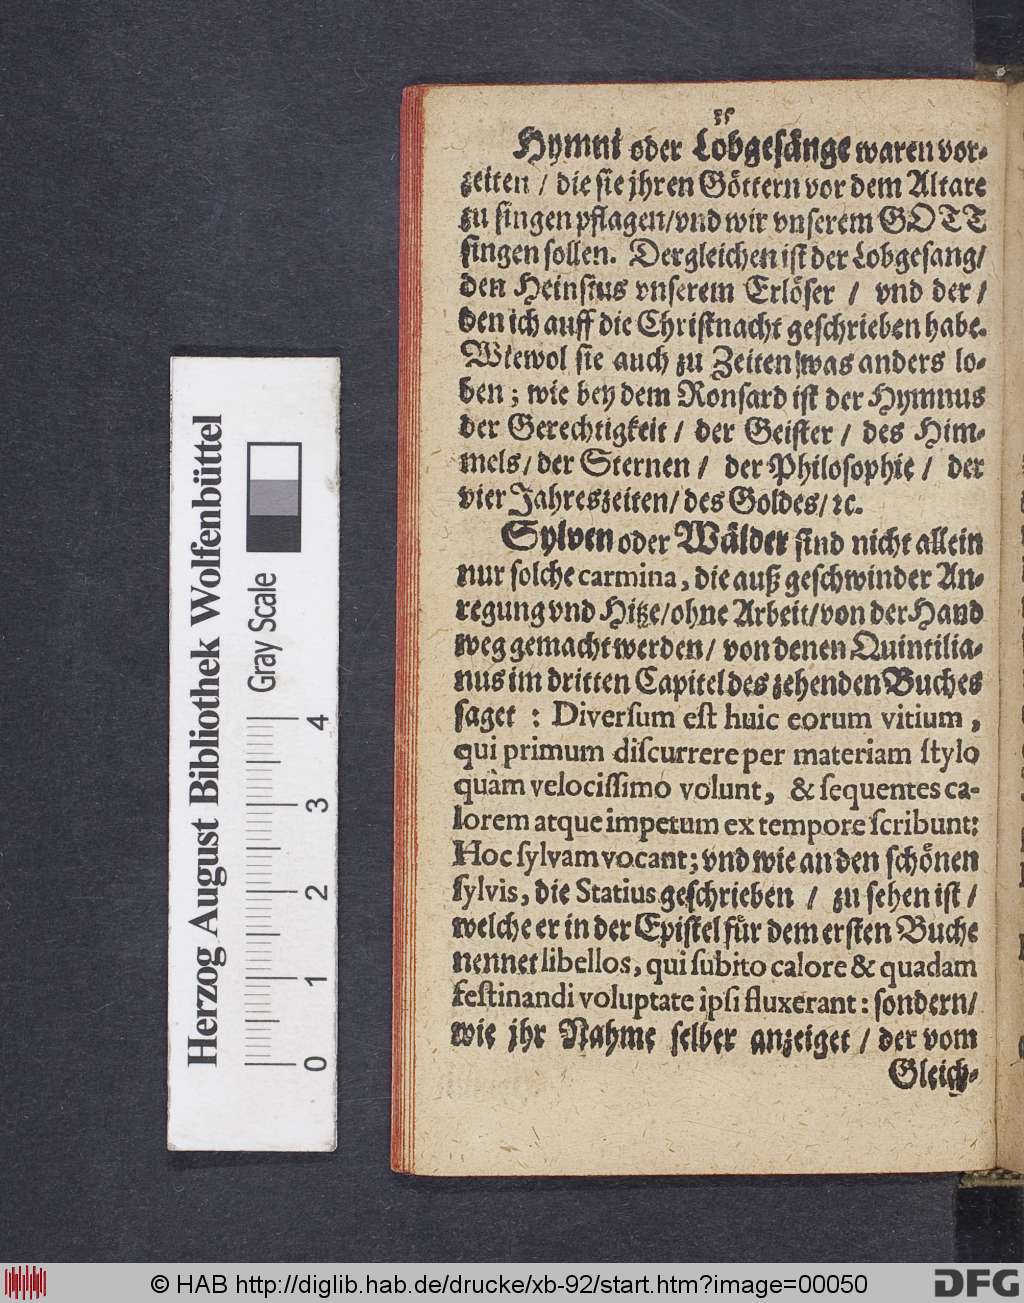 35
Hymni oder Lobgesänge waren vor-
zeiten / die sie jhren Göttern vor dem Altare
zu singen pflagen/vnd wir vnserem GOTT
singen sollen. Dergleichen ist der Lobgesang/
den Heinsius vnserem Erlöser / vnd der /
den ich auff die Christnacht geschrieben habe.
Wiewol sie auch zu Zeiten was anders lo-
ben ; wie bey dem Ronsard ist der Hymnus
der Gerechtigkeit / der Geister / des Him-
mels / der Sternen / der Philosophie / der
vier Jahreszeiten / des Goldes / ꝛc.
Sylven oder Wälder sind nicht allein
nur solche carmina, die auß geschwinder An-
regung vnd Hitze/ohne Arbeit/von der Hand
weg gemacht werden / von denen Quintilia-
nus im dritten Capitel des zehenden Buches
saget : Diversum est huic eorum vitium,
qui primum discurrere per materiam stylo
quàm velocissimo volunt, & sequentes ca-
lorem atque impetum ex tempore scribunt:
Hoc sylvam vocant; vnd wie an den schönen
sylvis, die Statius geschrieben / zu sehen ist /
welche er in der Epistel für dem ersten Buche
nennet libellos, qui subito calore & quadam
festinandi voluptate ipsi fluxerant : sondern/
wie jhr Nahme selber anzeiget / der vom
Gleich-
Herzog August Bibliothek Wolfenbüttel
Gray Scale
0 1 2 3 4
© HAB http://diglib.hab.de/drucke/xb-92/start.htm?image=00050
DFG